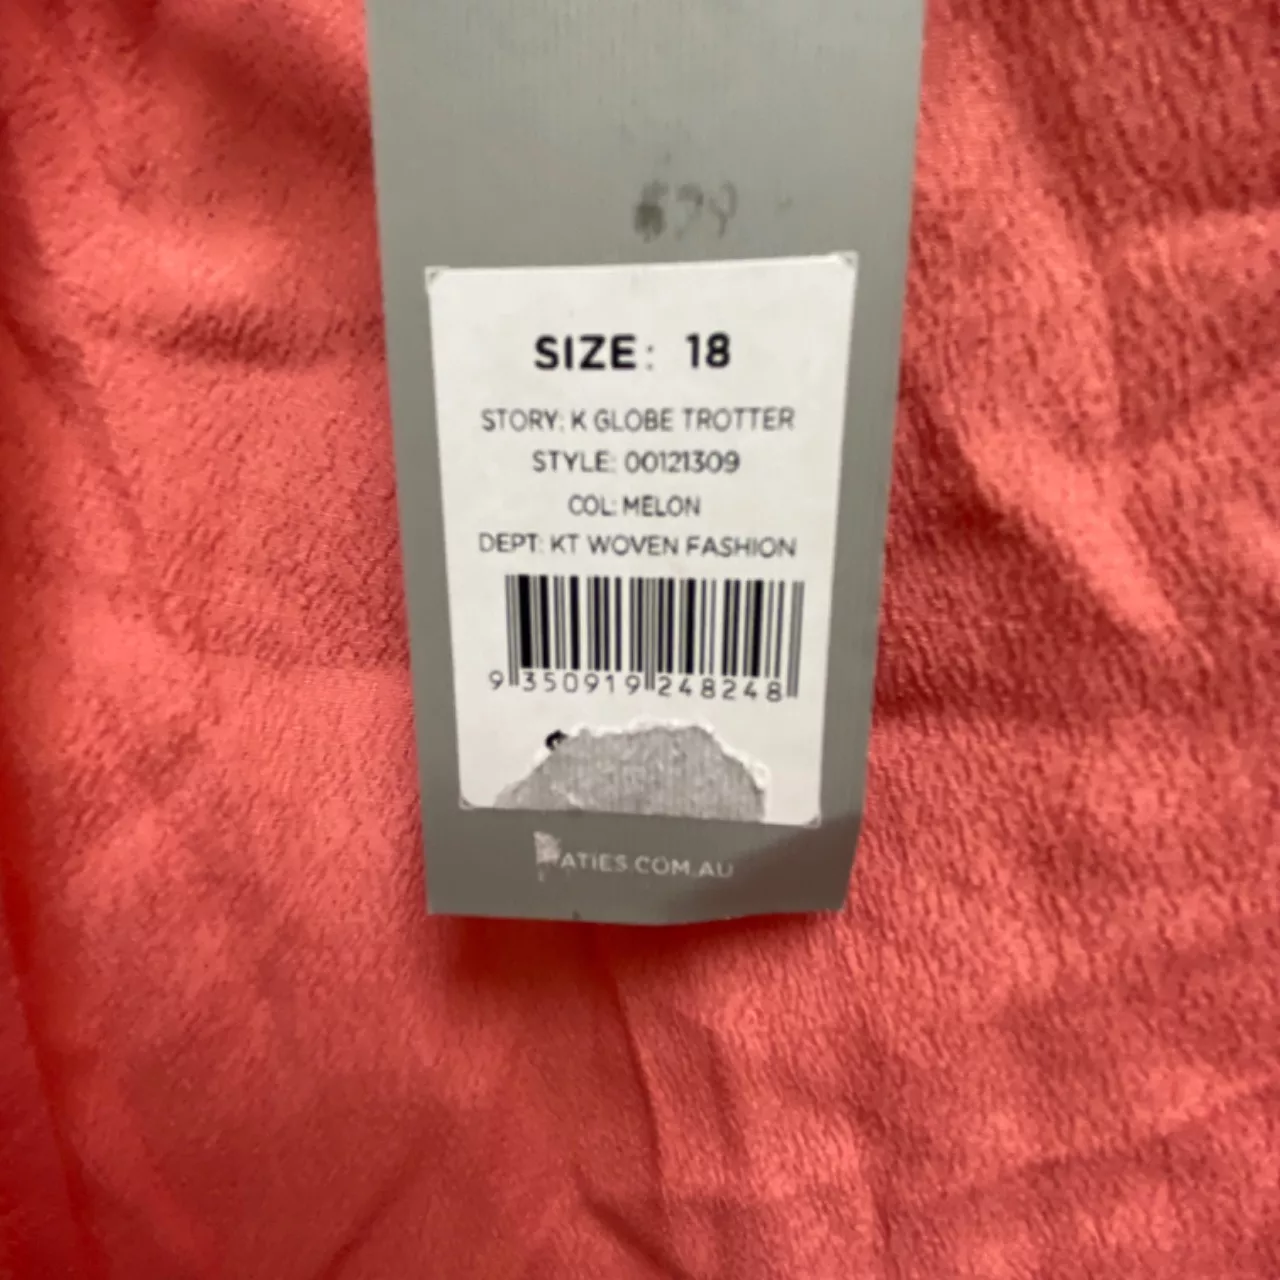 SIZE: 18
STORY: K GLOBE TROTTER
STYLE: 00121309
COL: MELON
DEPT: KT WOVEN FASHION
9 350919 248248
ATIES.COM.AU